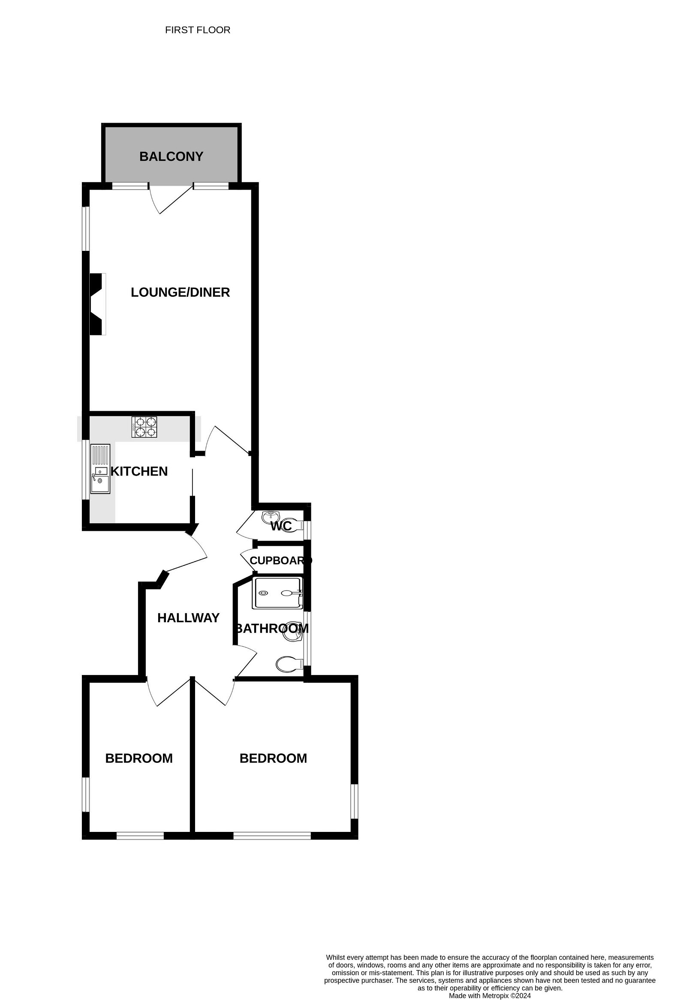 FIRST FLOOR
BALCONY
LOUNGE/DINER
KITCHEN
WC
CUPBOARD
HALLWAY
BATHROOM
BEDROOM
BEDROOM
Whilst every attempt has been made to ensure the accuracy of the floorplan contained here, measurements
of doors, windows, rooms and any other items are approximate and no responsibility is taken for any error,
omission or mis-statement. This plan is for illustrative purposes only and should be used as such by any
prospective purchaser. The services, systems and appliances shown have not been tested and no guarantee
as to their operability or efficiency can be given.
Made with Metropix ©2024